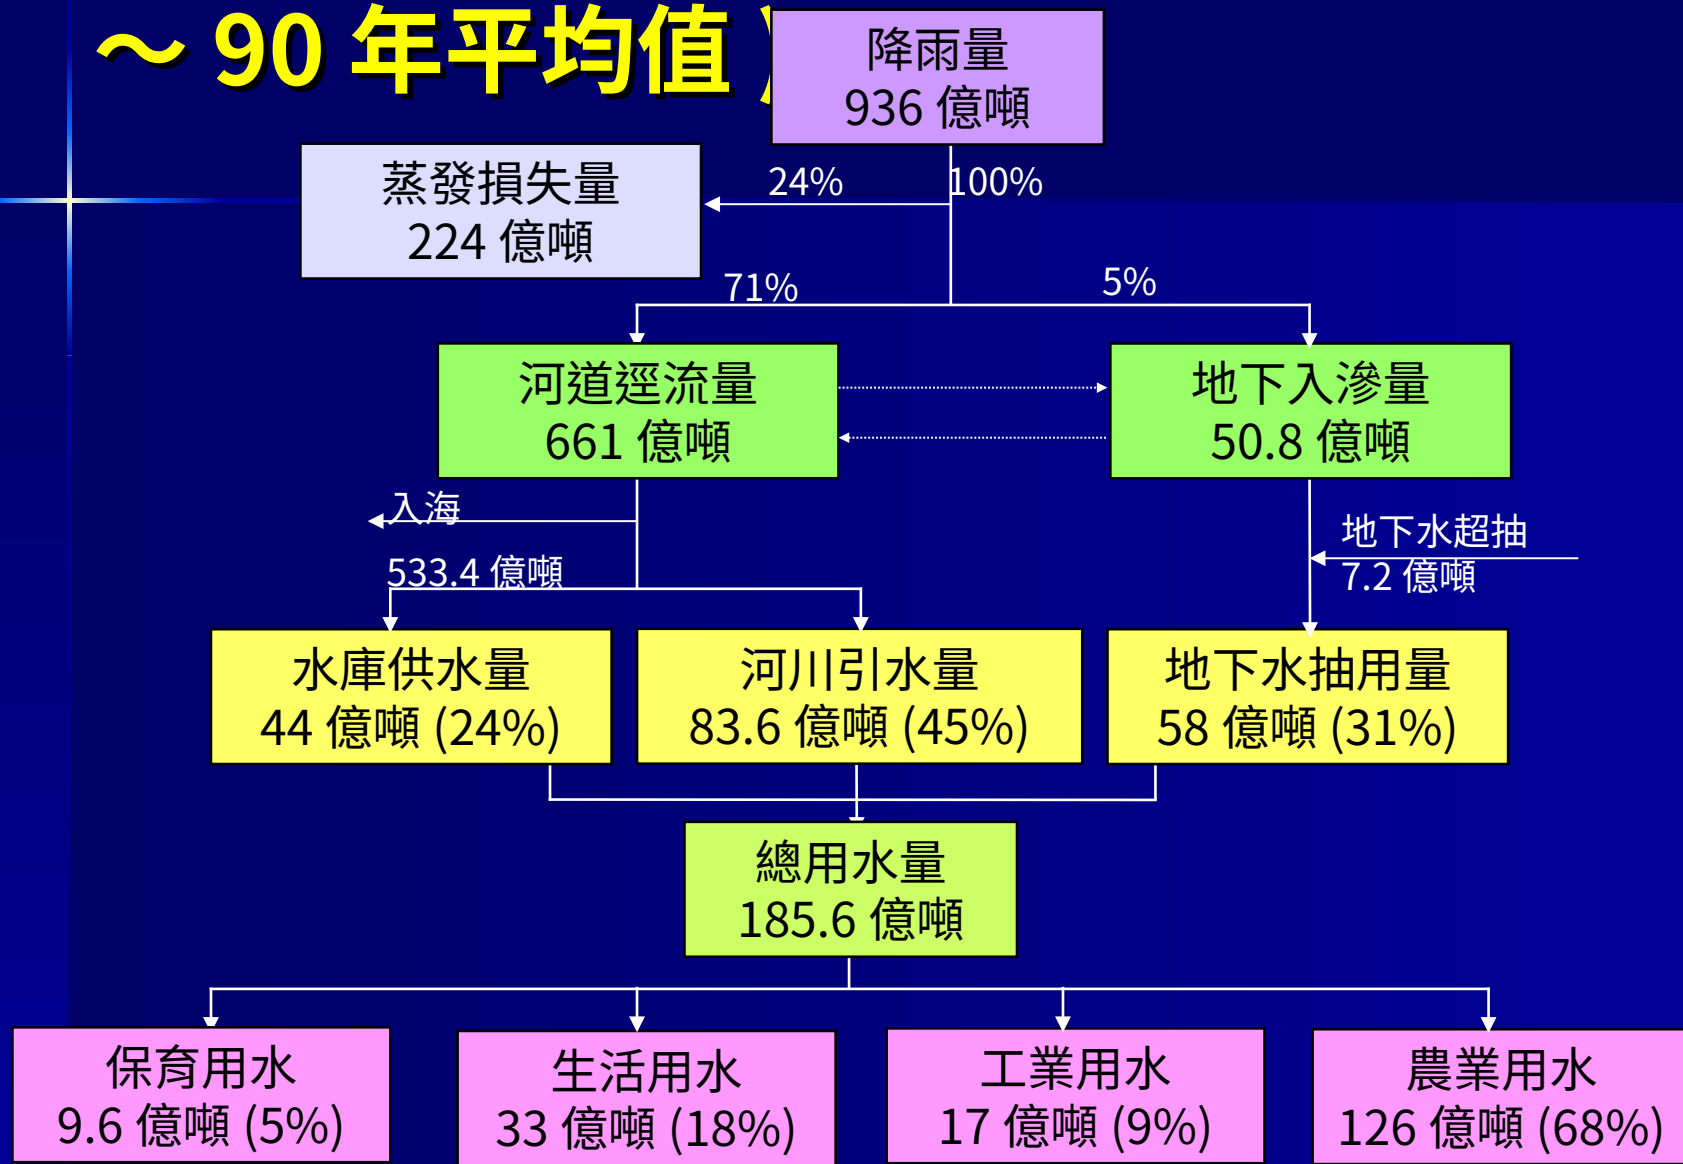 ～ 90 年平均值 )
降雨量
936 億噸
蒸發損失量
224 億噸
24%
100%
71%
5%
河道逕流量
661 億噸
地下入滲量
50.8 億噸
入海
533.4 億噸
地下水超抽
7.2 億噸
水庫供水量
44 億噸 (24%)
河川引水量
83.6 億噸 (45%)
地下水抽用量
58 億噸 (31%)
總用水量
185.6 億噸
保育用水
9.6 億噸 (5%)
生活用水
33 億噸 (18%)
工業用水
17 億噸 (9%)
農業用水
126 億噸 (68%)